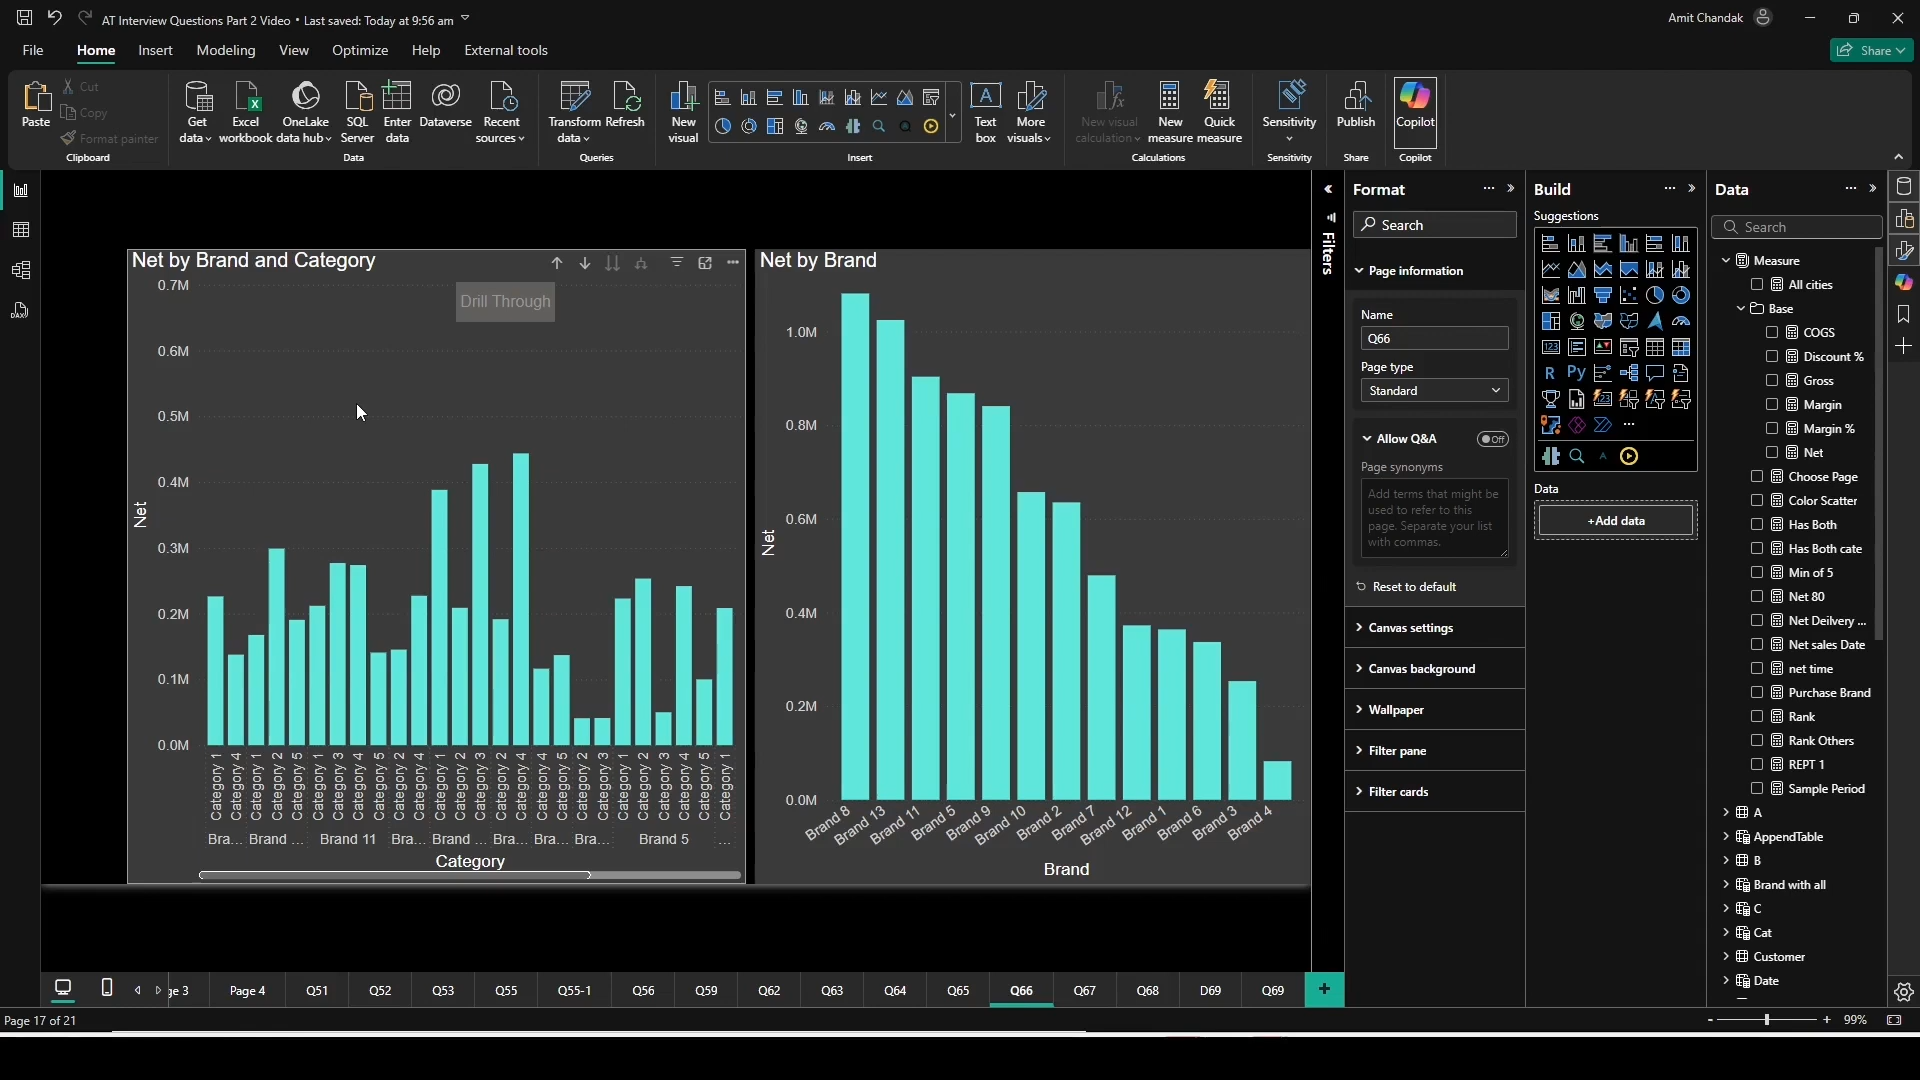 AT Interview Questions Part 2 Video • Last saved: Today at 9:56 am
Amit Chandak
File Home Insert Modeling View Optimize Help External tools
Share
Paste
Cut
Copy
Format painter
Clipboard
Get data
Excel workbook
OneLake data hub
SQL Server
Enter data
Dataverse
Recent sources
Data
Transform data
Refresh
Queries
New visual
Text box
More visuals
Insert
New visual calculation
New measure
Quick measure
Calculations
Sensitivity
Sensitivity
Publish
Share
Copilot
Copilot
Net by Brand and Category
Drill Through
0.7M
0.6M
0.5M
0.4M
0.3M
0.2M
0.1M
0.0M
Net
Category 1 Category 4 Category 1 Category 2 Category 5 Category 1 Category 3 Category 4 Category 5 Category 2 Category 4 Category 1 Category 2 Category 3 Category 2 Category 4 Category 4 Category 5 Category 2 Category 3 Category 1 Category 2 Category 3 Category 4 Category 5 Category 1
Bra... Brand ... Brand 11 Bra... Brand ... Bra... Bra... Bra... Brand 5 ...
Category
Net by Brand
1.0M
0.8M
0.6M
0.4M
0.2M
0.0M
Net
Brand 8 Brand 13 Brand 11 Brand 5 Brand 9 Brand 10 Brand 2 Brand 7 Brand 12 Brand 1 Brand 6 Brand 3 Brand 4
Brand
Filters
Format
Search
Page information
Name
Q66
Page type
Standard
Allow Q&A
Off
Page synonyms
Add terms that might be
used to refer to this
page. Separate your list
with commas.
Reset to default
Canvas settings
Canvas background
Wallpaper
Filter pane
Filter cards
Build
Suggestions
123
R Py
Data
+Add data
Data
Search
Measure
All cities
Base
COGS
Discount %
Gross
Margin
Margin %
Net
Choose Page
Color Scatter
Has Both
Has Both cate
Min of 5
Net 80
Net Deilvery ...
Net sales Date
net time
Purchase Brand
Rank
Rank Others
REPT 1
Sample Period
A
AppendTable
B
Brand with all
C
Cat
Customer
Date
ge 3 Page 4 Q51 Q52 Q53 Q55 Q55-1 Q56 Q59 Q62 Q63 Q64 Q65 Q66 Q67 Q68 D69 Q69 +
Page 17 of 21
- + 99%